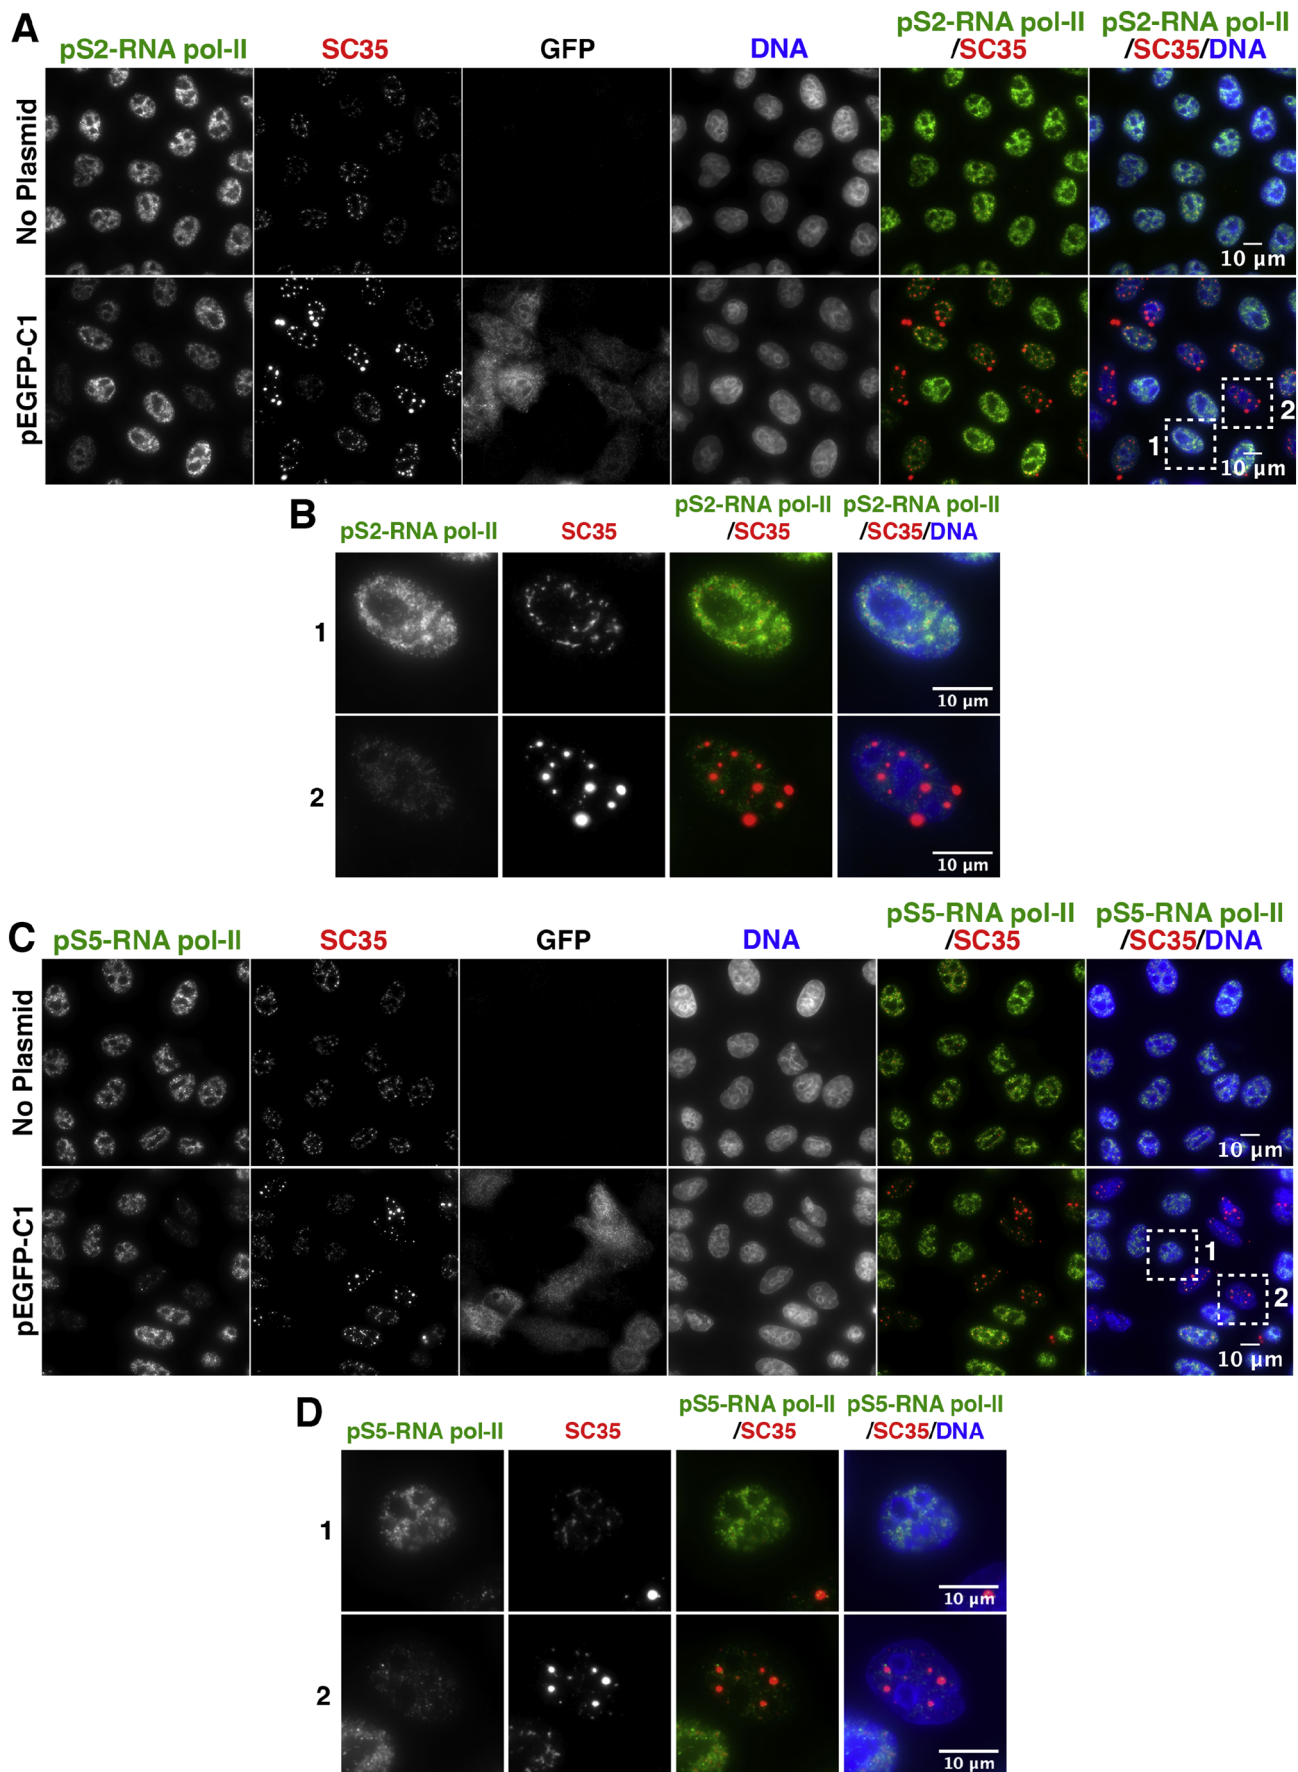 A
pS2-RNA pol-II SC35 GFP DNA pS2-RNA pol-II /SC35 pS2-RNA pol-II /SC35/DNA
No Plasmid
10 µm
pEGFP-C1
1
2
10 µm
B
pS2-RNA pol-II SC35 pS2-RNA pol-II /SC35 pS2-RNA pol-II /SC35/DNA
1
10 µm
2
10 µm
C
pS5-RNA pol-II SC35 GFP DNA pS5-RNA pol-II /SC35 pS5-RNA pol-II /SC35/DNA
No Plasmid
10 µm
pEGFP-C1
1
2
10 µm
D
pS5-RNA pol-II SC35 pS5-RNA pol-II /SC35 pS5-RNA pol-II /SC35/DNA
1
10 µm
2
10 µm